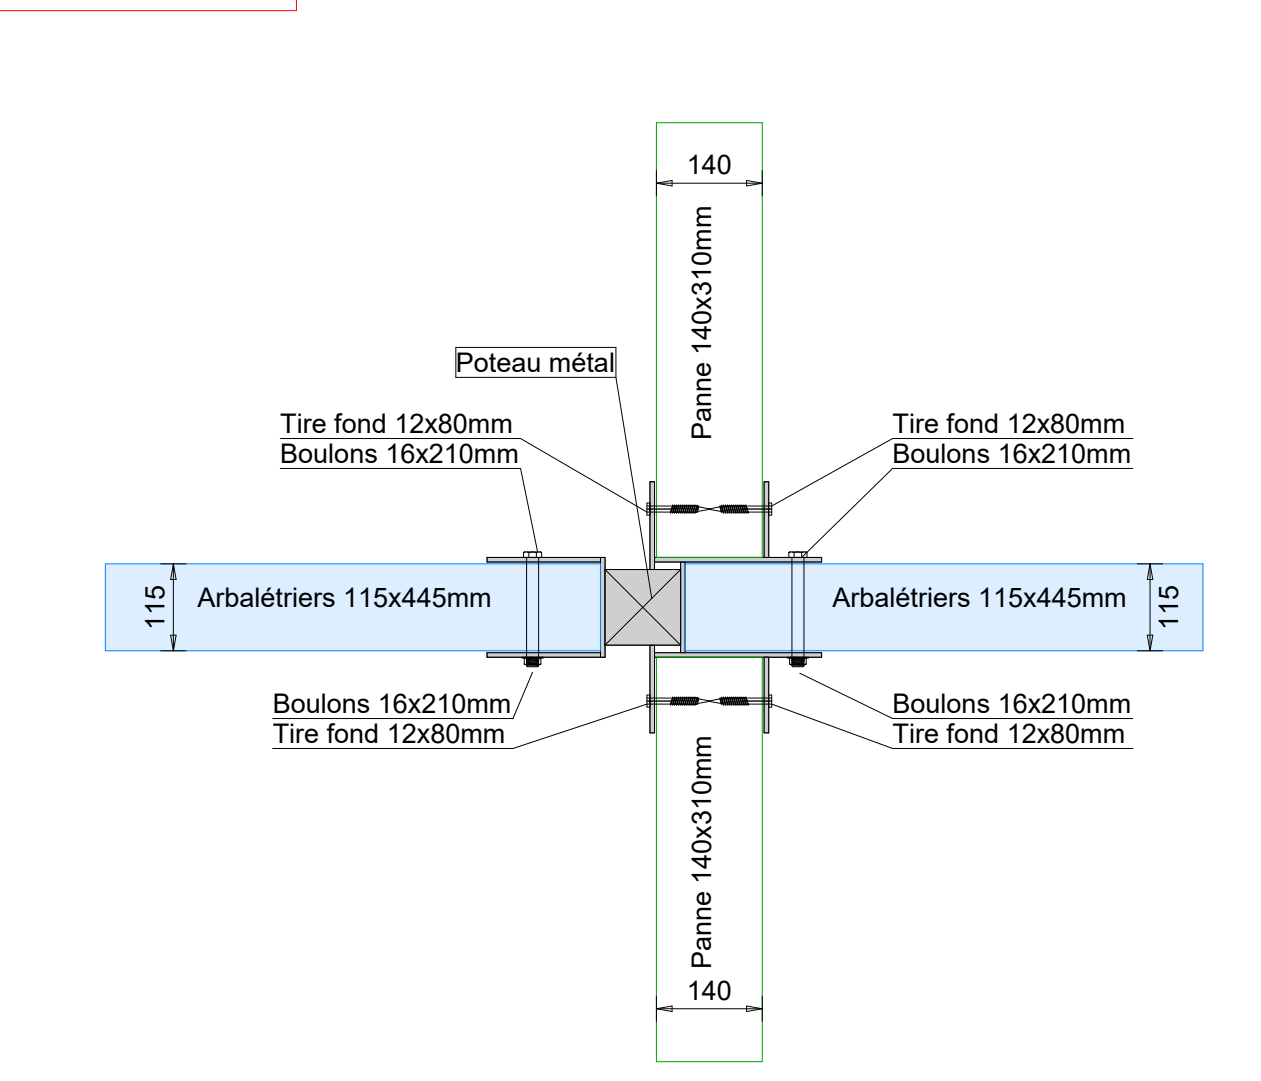 140
Panne 140x310mm
Poteau métal
Tire fond 12x80mm
Boulons 16x210mm
Tire fond 12x80mm
Boulons 16x210mm
115
Arbalétriers 115x445mm
Arbalétriers 115x445mm
115
Boulons 16x210mm
Tire fond 12x80mm
Boulons 16x210mm
Tire fond 12x80mm
Panne 140x310mm
140